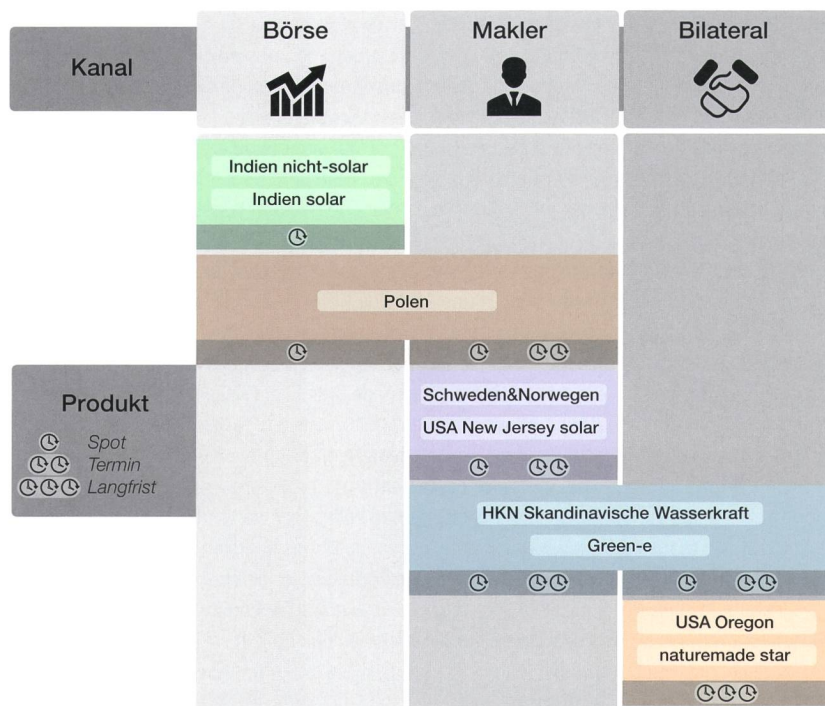 Kanal
Börse
Makler
Bilateral
Indien nicht-solar
Indien solar
Polen
Produkt
Spot
Termin
Langfrist
Schweden&Norwegen
USA New Jersey solar
HKN Skandinavische Wasserkraft
Green-e
USA Oregon
naturemade star